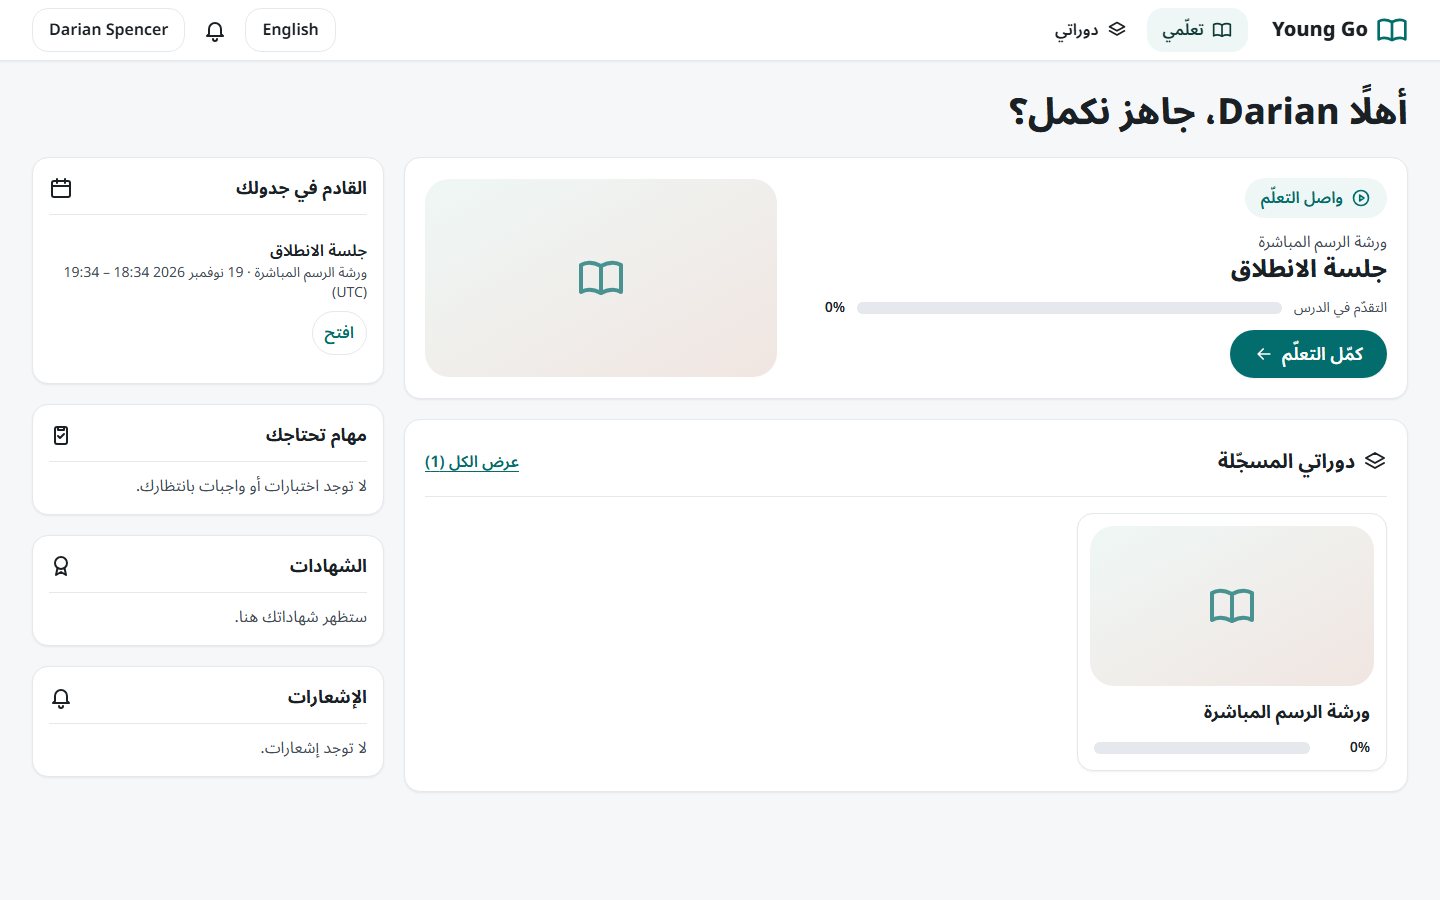 Young Go
تعلّمي
دوراتي
English
Darian Spencer
أهلًا Darian، جاهز نكمل؟
واصل التعلّم
ورشة الرسم المباشرة
جلسة الانطلاق
التقدّم في الدرس
0%
كمّل التعلّم
دوراتي المسجّلة
عرض الكل (1)
ورشة الرسم المباشرة
0%
القادم في جدولك
جلسة الانطلاق
ورشة الرسم المباشرة · 19 نوفمبر 2026 18:34 – 19:34
(UTC)
افتح
مهام تحتاجك
لا توجد اختبارات أو واجبات بانتظارك.
الشهادات
ستظهر شهاداتك هنا.
الإشعارات
لا توجد إشعارات.